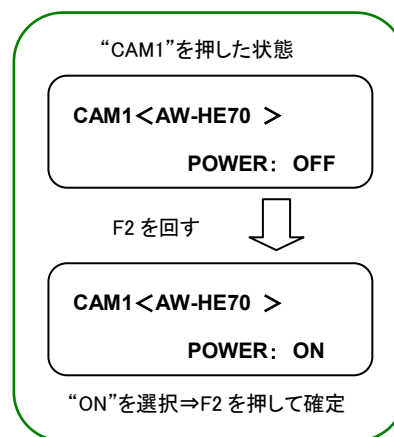 “CAM1”を押した状態
CAM1＜AW-HE70 ＞
POWER： OFF
F2 を回す
CAM1＜AW-HE70 ＞
POWER： ON
“ON”を選択⇒F2 を押して確定